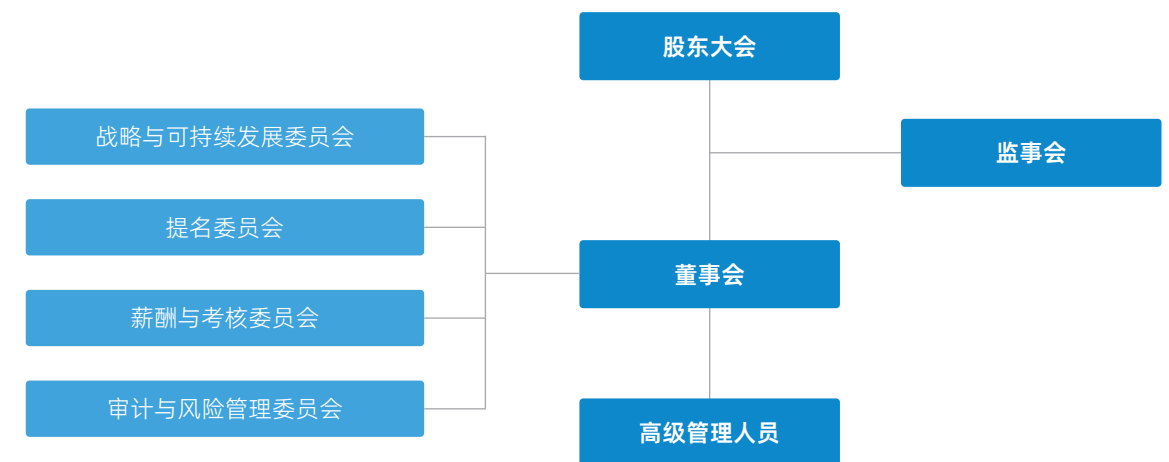 股东大会
战略与可持续发展委员会
监事会
提名委员会
董事会
薪酬与考核委员会
审计与风险管理委员会
高级管理人员